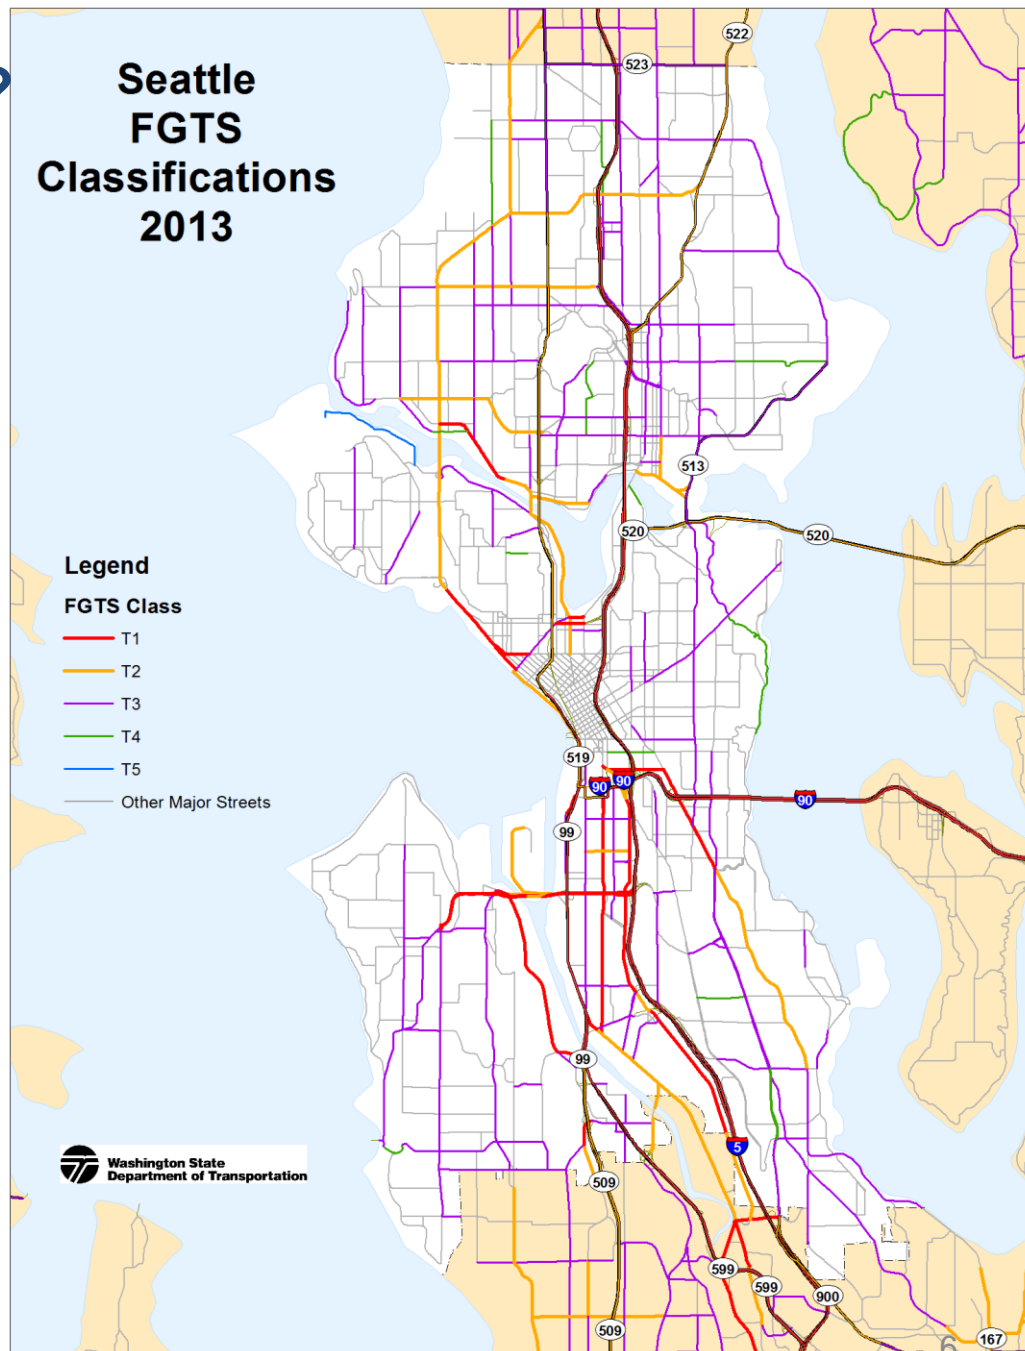 Seattle
FGTS
Classifications
2013
522
523
513
520
520
Legend
FGTS Class
T1
T2
T3
T4
T5
Other Major Streets
519
90
90
90
99
99
5
Washington State
Department of Transportation
509
599
599
900
509
167
6